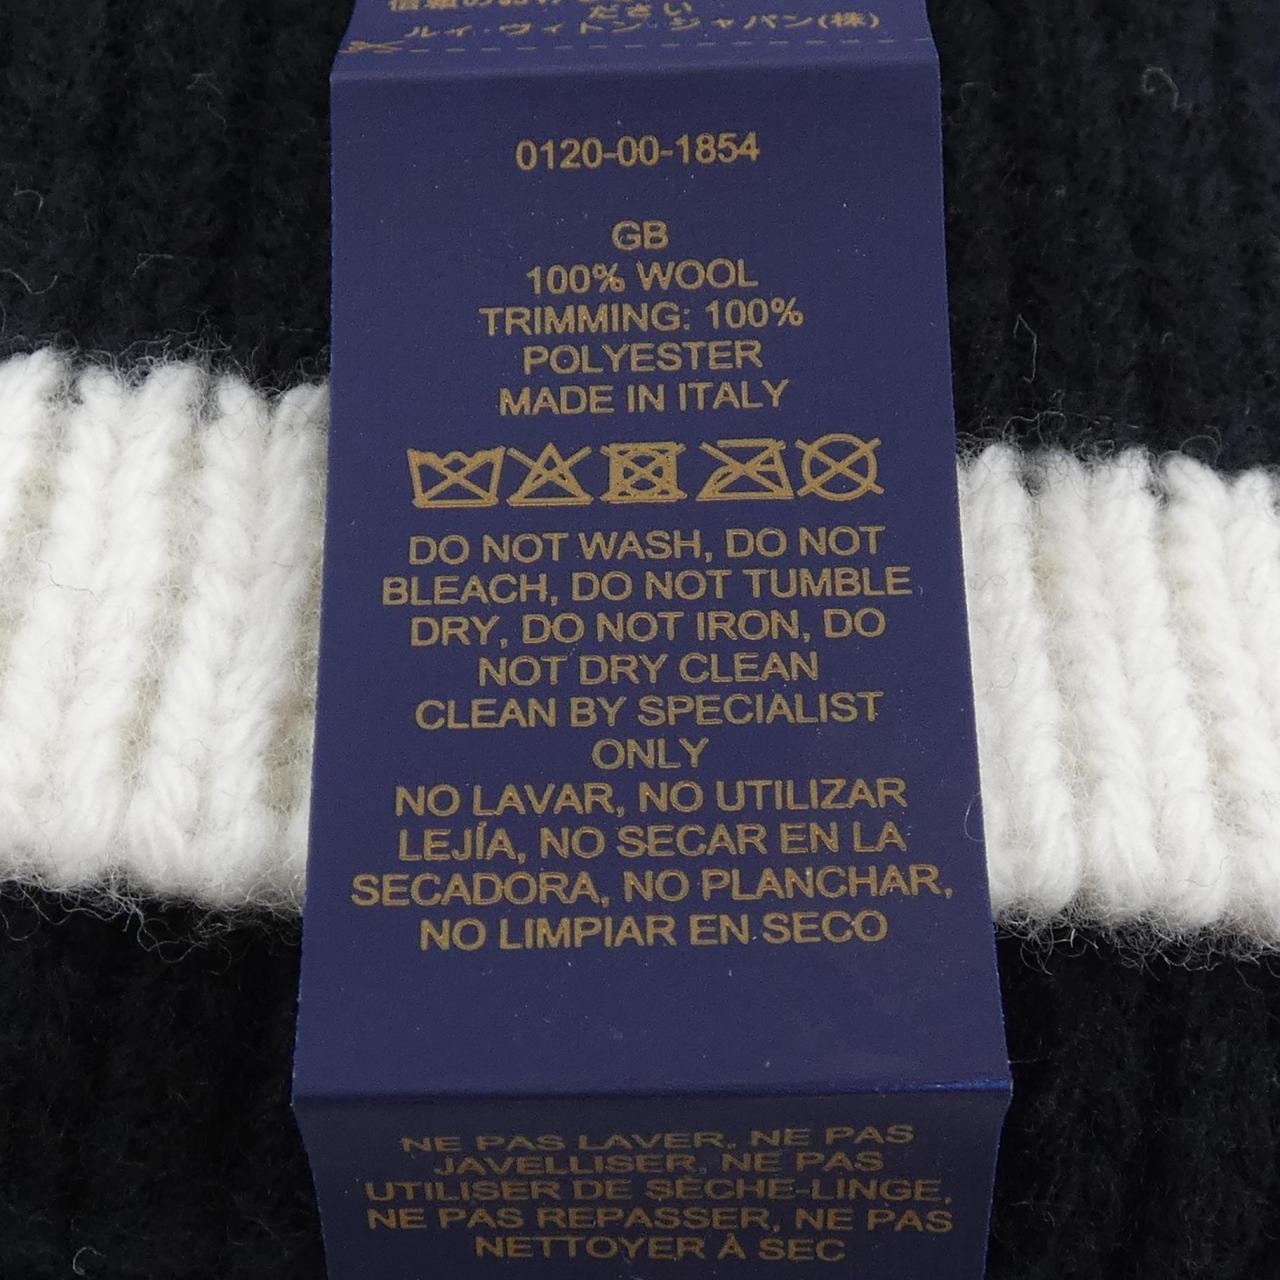 ださい
ルイ・ヴィトン ジャパン(株)
0120-00-1854
GB
100% WOOL
TRIMMING: 100%
POLYESTER
MADE IN ITALY
DO NOT WASH, DO NOT
BLEACH, DO NOT TUMBLE
DRY, DO NOT IRON, DO
NOT DRY CLEAN
CLEAN BY SPECIALIST
ONLY
NO LAVAR, NO UTILIZAR
LEJÍA, NO SECAR EN LA
SECADORA, NO PLANCHAR,
NO LIMPIAR EN SECO
NE PAS LAVER, NE PAS
JAVELLISER, NE PAS
UTILISER DE SÈCHE-LINGE,
NE PAS REPASSER, NE PAS
NETTOYER À SEC